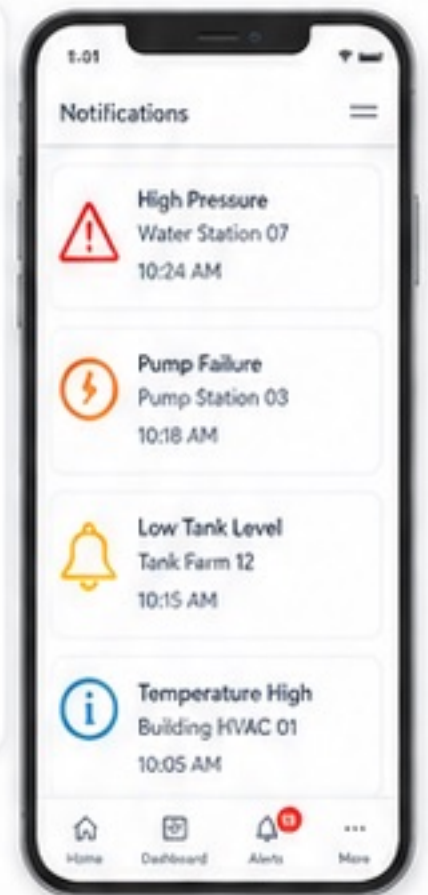 Notifications
High Pressure
Water Station 07
10:24 AM
Pump Failure
Pump Station 03
10:18 AM
Low Tank Level
Tank Farm 12
10:15 AM
Temperature High
Building HVAC 01
10:05 AM
Home Dashboard Alerts More